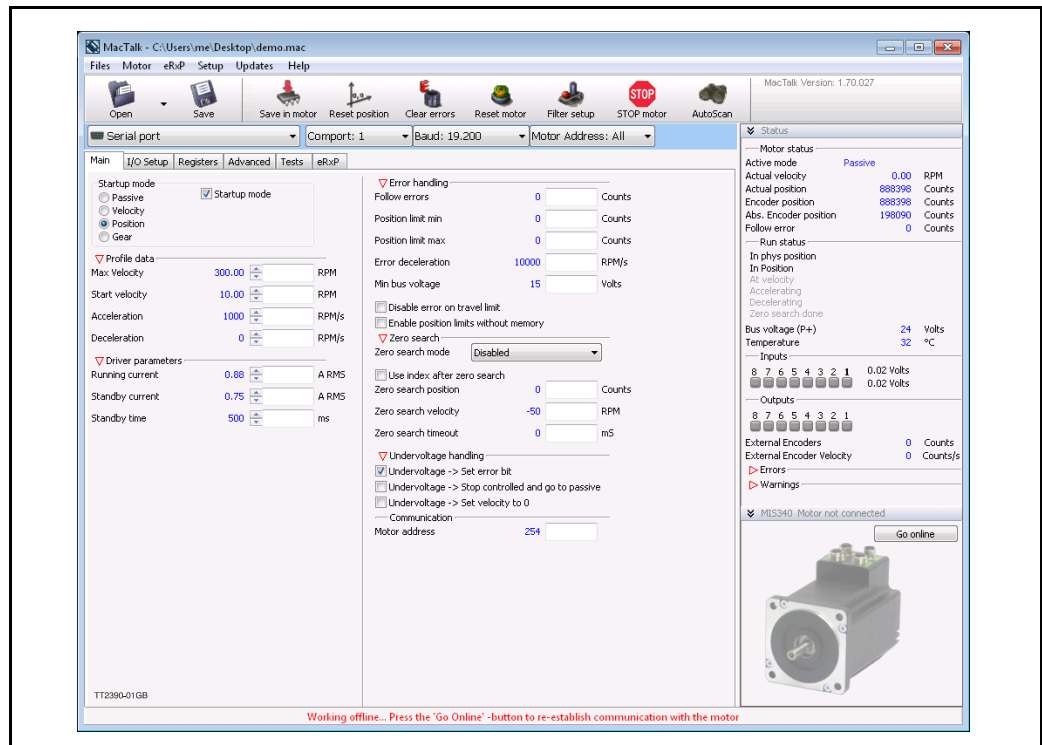 MacTalk - C:\Users\me\Desktop\demo.mac
Files Motor eRxP Setup Updates Help
Open Save Save in motor Reset position Clear errors Reset motor Filter setup STOP motor AutoScan
STOP
MacTalk Version: 1.70.027
Serial port Comport: 1 Baud: 19.200 Motor Address: All
Main I/O Setup Registers Advanced Tests eRxP
Startup mode
Passive
Velocity
Position
Gear
Startup mode
Profile data
Max Velocity 300.00 RPM
Start velocity 10.00 RPM
Acceleration 1000 RPM/s
Deceleration 0 RPM/s
Driver parameters
Running current 0.88 A RMS
Standby current 0.75 A RMS
Standby time 500 ms
Error handling
Follow errors 0 Counts
Position limit min 0 Counts
Position limit max 0 Counts
Error deceleration 10000 RPM/s
Min bus voltage 15 Volts
Disable error on travel limit
Enable position limits without memory
Zero search
Zero search mode Disabled
Use index after zero search
Zero search position 0 Counts
Zero search velocity -50 RPM
Zero search timeout 0 mS
Undervoltage handling
Undervoltage -> Set error bit
Undervoltage -> Stop controlled and go to passive
Undervoltage -> Set velocity to 0
Communication
Motor address 254
Status
Motor status
Active mode Passive
Actual velocity 0.00 RPM
Actual position 888398 Counts
Encoder position 888398 Counts
Abs. Encoder position 198090 Counts
Follow error 0 Counts
Run status
In phys position
In Position
At velocity
Accelerating
Decelerating
Zero search done
Bus voltage (P+) 24 Volts
Temperature 32 °C
Inputs
8 7 6 5 4 3 2 1 0.02 Volts
0.02 Volts
Outputs
8 7 6 5 4 3 2 1
External Encoders 0 Counts
External Encoder Velocity 0 Counts/s
Errors
Warnings
MIS340 Motor not connected
Go online
TT2390-01GB
Working offline... Press the 'Go Online' -button to re-establish communication with the motor